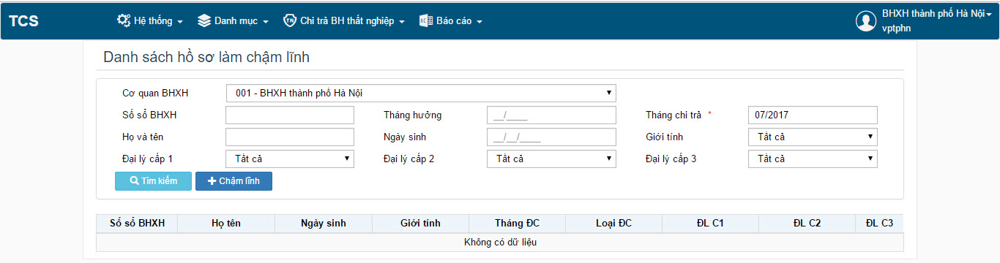 TCS Hệ thống Danh mục TN Chi trả BH thất nghiệp BC Báo cáo BHXH thành phố Hà Nội
vptphn
Danh sách hồ sơ làm chậm lĩnh
Cơ quan BHXH 001 - BHXH thành phố Hà Nội
Số sổ BHXH Tháng hưởng __/____ Tháng chi trả * 07/2017
Họ và tên Ngày sinh __/__/____ Giới tính Tất cả
Đại lý cấp 1 Tất cả Đại lý cấp 2 Tất cả Đại lý cấp 3 Tất cả
Tìm kiếm Chậm lĩnh
Số sổ BHXH Họ tên Ngày sinh Giới tính Tháng ĐC Loại ĐC ĐL C1 ĐL C2 ĐL C3
Không có dữ liệu